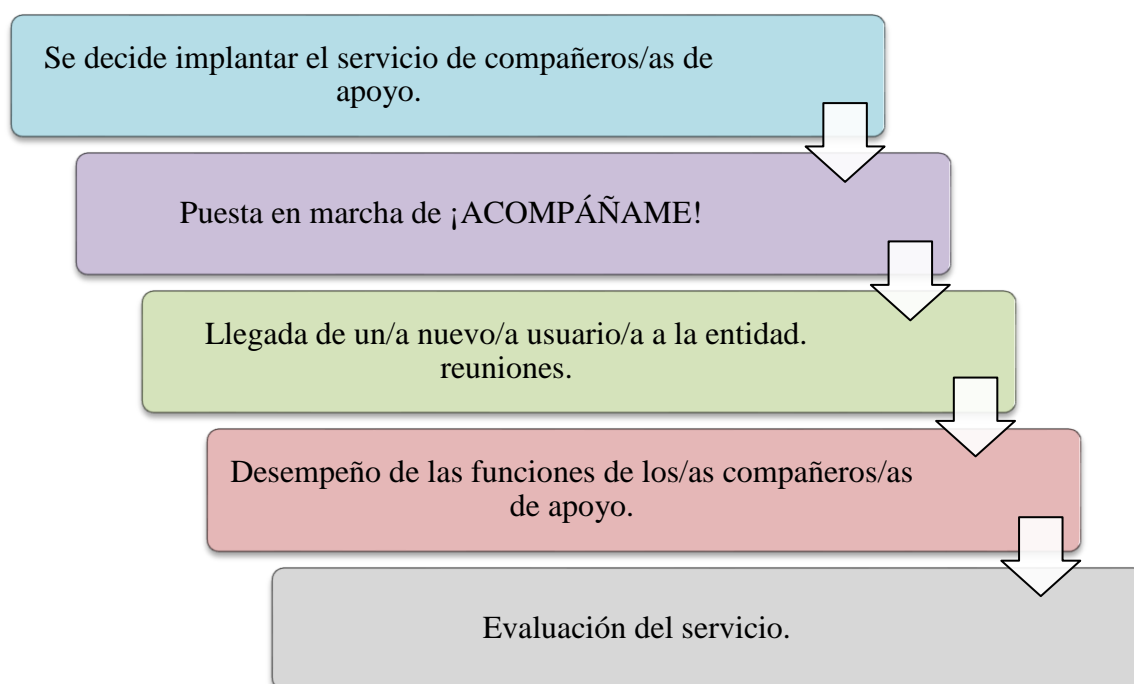 Se decide implantar el servicio de compañeros/as de
apoyo.
Puesta en marcha de ¡ACOMPÁÑAME!
Llegada de un/a nuevo/a usuario/a a la entidad.
reuniones.
Desempeño de las funciones de los/as compañeros/as
de apoyo.
Evaluación del servicio.